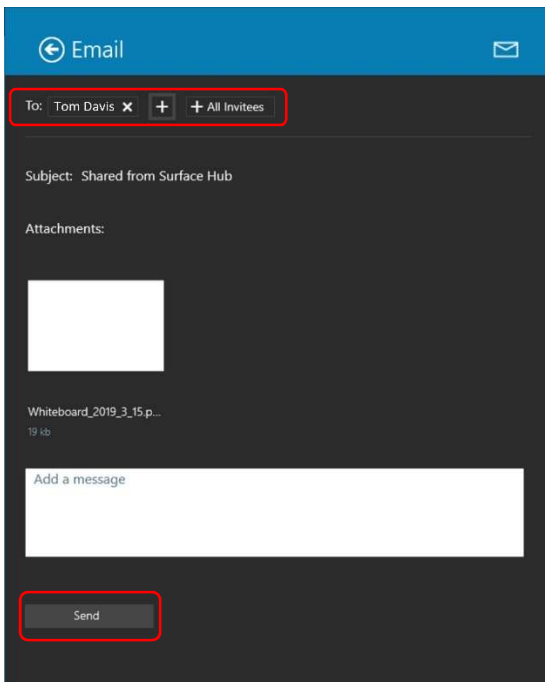 Email
To: Tom Davis × + + All Invitees
Subject: Shared from Surface Hub
Attachments:
Whiteboard_2019_3_15.p...
19 kb
Add a message
Send